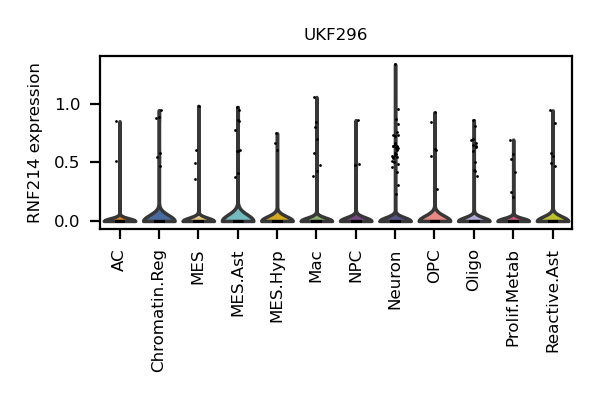 UKF296
RNF214 expression
1.0
0.5
0.0
AC
Chromatin.Reg
MES
MES.Ast
MES.Hyp
Mac
NPC
Neuron
OPC
Oligo
Prolif.Metab
Reactive.Ast